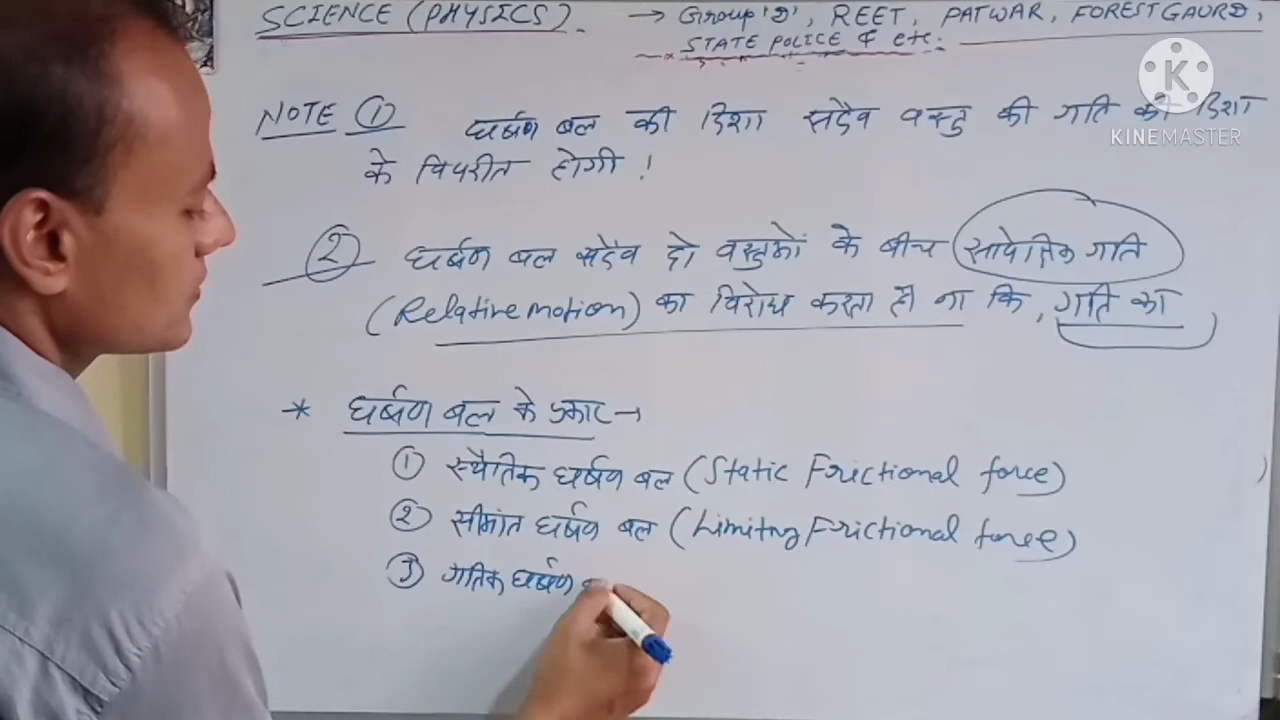 SCIENCE (PHYSICS). → Group 'D', REET, PATWAR, FOREST GAURD,
STATE POLICE & etc.
K
KINEMASTER
NOTE ① घर्षण बल की दिशा सदैव वस्तु की गति की दिशा
के विपरीत होगी !
② घर्षण बल सदैव दो वस्तुओं के बीच सापेक्षिक गति
(Relative motion) का विरोध करता है ना कि, गति का
* घर्षण बल के प्रकार →
① स्थैतिक घर्षण बल (Static Frictional force)
② सीमांत घर्षण बल (Limiting Frictional force)
③ गतिक घर्षण